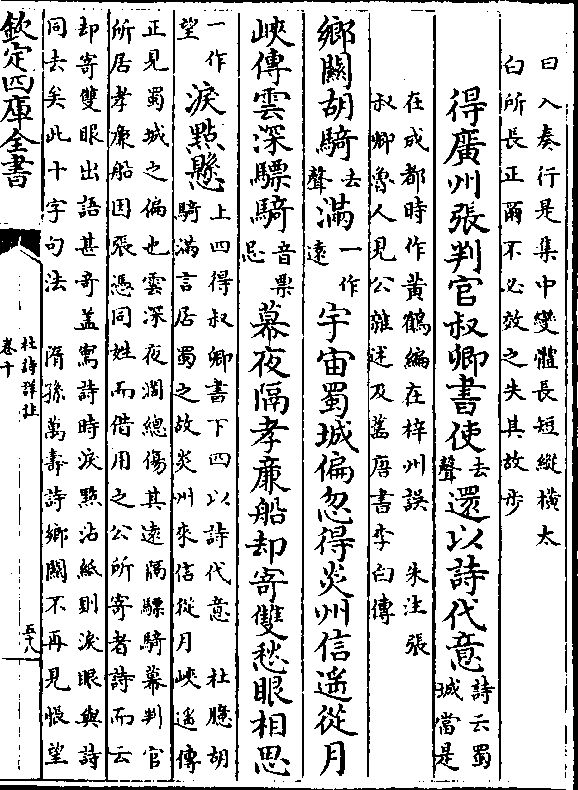 曰入奏行是集中變體長短縱橫太
白所長正爾不必效之失其故步
得廣州張判官叔卿書使去聲還以詩代意詩云蜀城當是
在成都時作黃鶴編在梓州誤　朱注張
叔卿魯人見公雜述及舊唐書李白傳
鄉關胡騎去聲滿一作遠宇宙蜀城偏忽得炎州信遙從月
峽傳雲深驃騎音票忌幕夜隔孝廉船却寄雙愁眼相思
一作望淚點懸上四得叔卿書下四以詩代意　杜臆胡
騎滿言居蜀之故炎州來信從月峽遙傳
正見蜀城之偏也雲深夜濶總傷其遠隔驃騎幕判官
所居孝廉船因張憑同姓而借用之公所寄者詩而云
却寄雙眼出語甚奇蓋寫詩時淚點沾紙則淚眼與詩
同去矣此十字句法　隋孫萬壽詩鄉關不再見悵望
欽定四庫全書
杜詩詳註
卷十
五十八